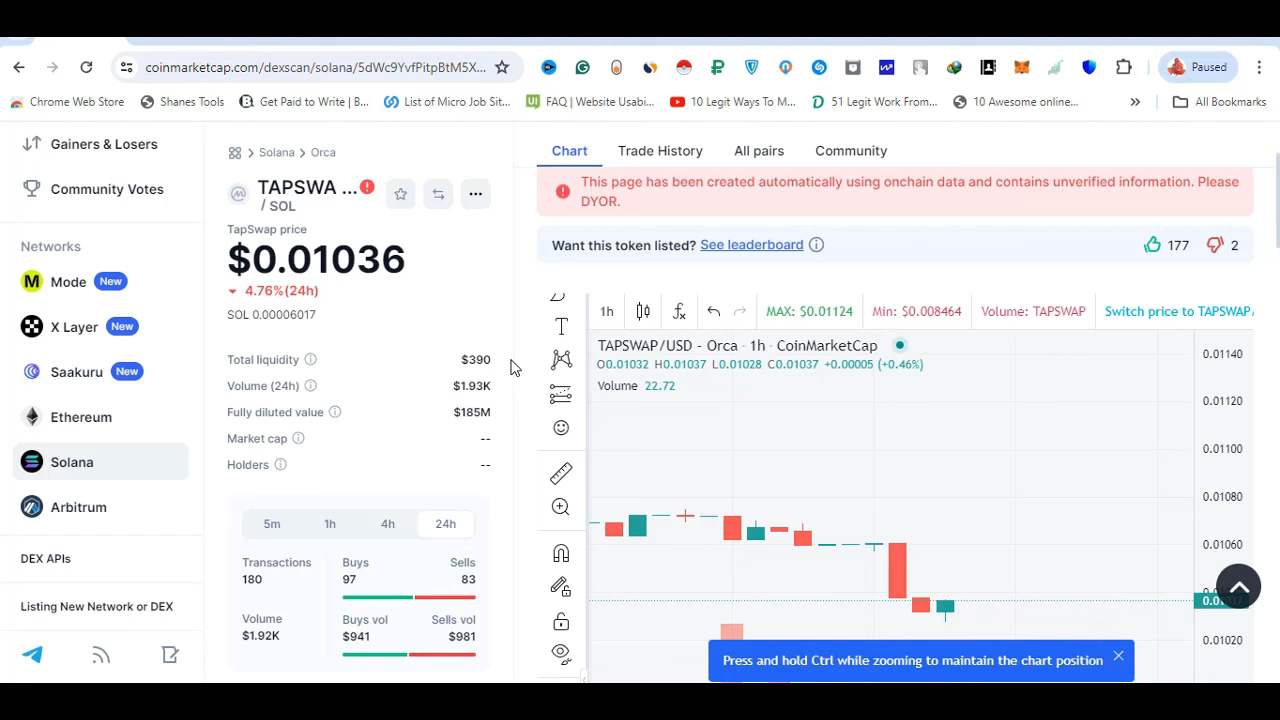 coinmarketcap.com/dexscan/solana/5dWc9YvfPitpBtM5X...
Paused
Chrome Web Store
Shanes Tools
Get Paid to Write | B...
List of Micro Job Sit...
FAQ | Website Usabi...
10 Legit Ways To M...
51 Legit Work From...
10 Awesome online...
All Bookmarks
Gainers & Losers
Community Votes
Networks
Mode New
X Layer New
Saakuru New
Ethereum
Solana
Arbitrum
DEX APIs
Listing New Network or DEX
Solana > Orca
TAPSWA ...
/ SOL
TapSwap price
$0.01036
4.76%(24h)
SOL 0.00006017
Total liquidity $390
Volume (24h) $1.93K
Fully diluted value $185M
Market cap --
Holders --
5m 1h 4h 24h
Transactions Buys Sells
180 97 83
Volume Buys vol Sells vol
$1.92K $941 $981
Chart Trade History All pairs Community
This page has been created automatically using onchain data and contains unverified information. Please
DYOR.
Want this token listed? See leaderboard 177 2
1h MAX: $0.01124 Min: $0.008464 Volume: TAPSWAP Switch price to TAPSWAP/
TAPSWAP/USD - Orca · 1h · CoinMarketCap
O0.01032 H0.01037 L0.01028 C0.01037 +0.00005 (+0.46%)
Volume 22.72
0.01140
0.01120
0.01100
0.01080
0.01060
0.01020
Press and hold Ctrl while zooming to maintain the chart position